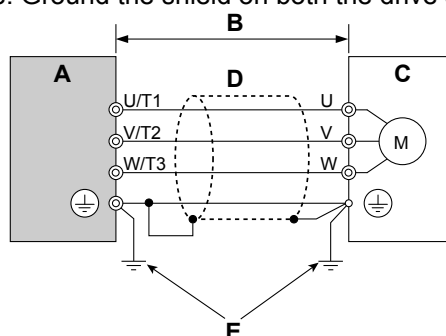 . Ground the shield on both the drive
B
A
D
C
U/T1
U
V/T2
V
M
W/T3
W
E